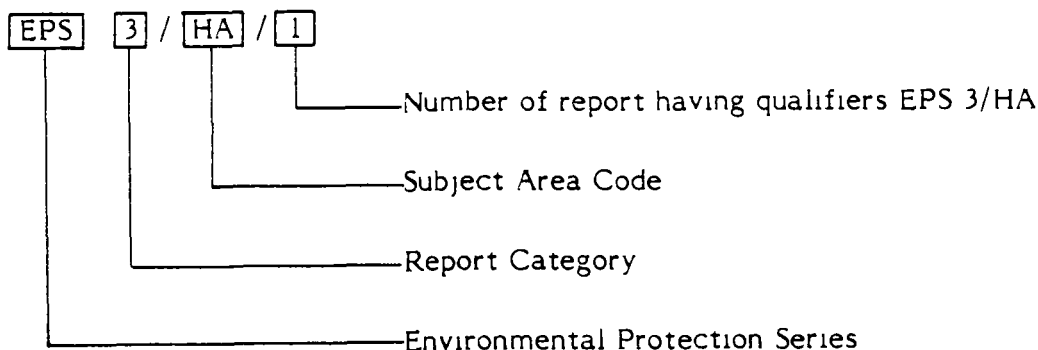 EPS 3 / HA / 1
Number of report having qualifiers EPS 3/HA
Subject Area Code
Report Category
Environmental Protection Series